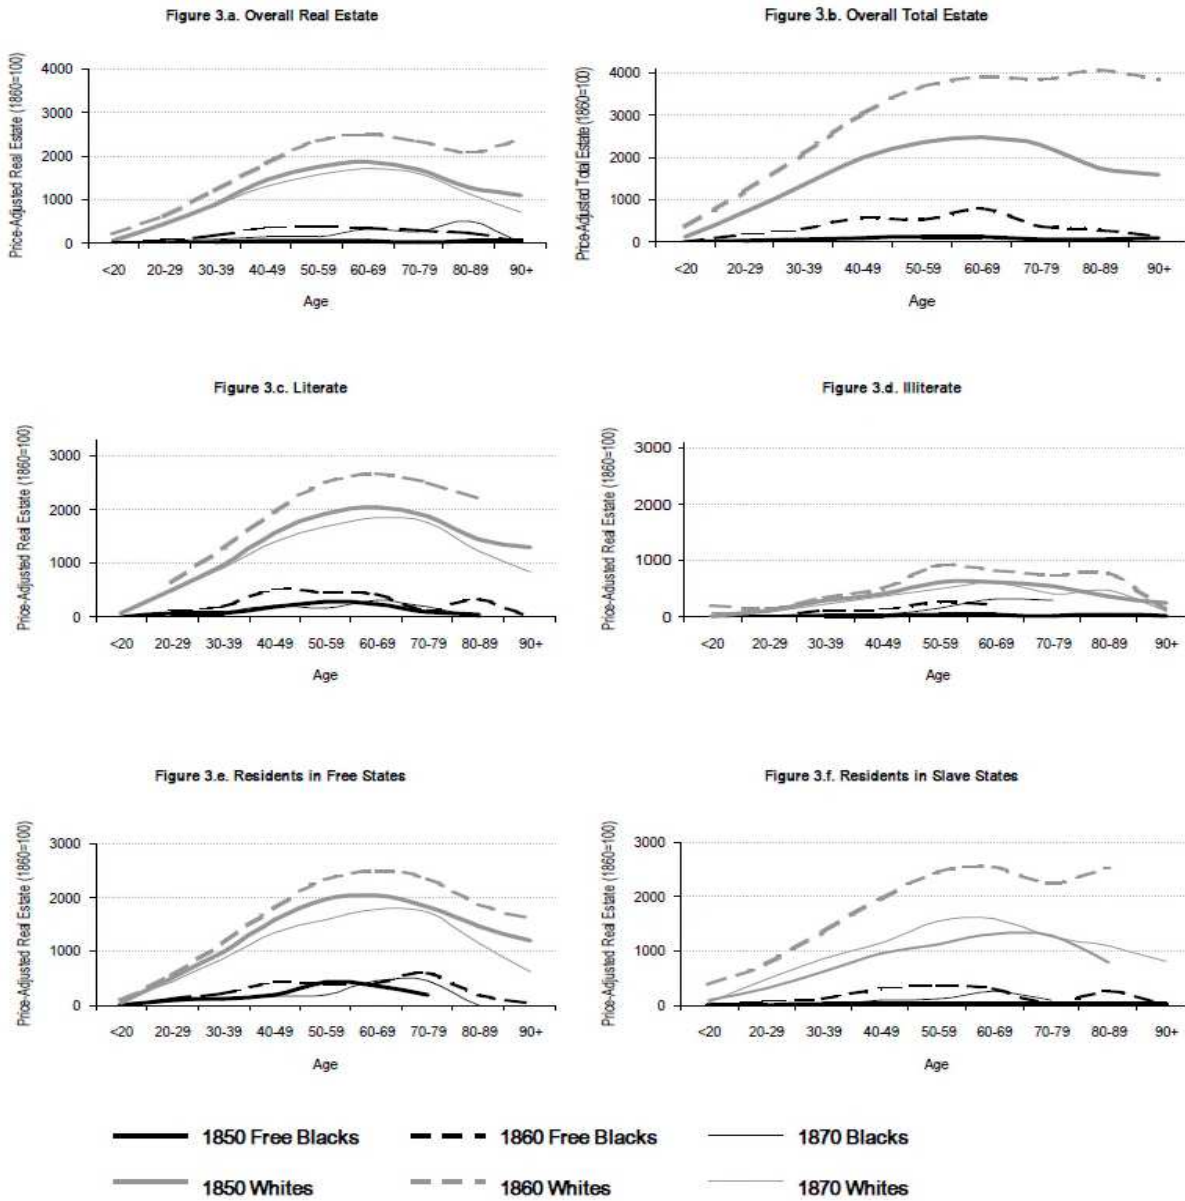 Figure 3.a. Overall Real Estate
Price-Adjusted Real Estate (1860=100)
4000
3000
2000
1000
0
<20 20-29 30-39 40-49 50-59 60-69 70-79 80-89 90+
Age
Figure 3.b. Overall Total Estate
Price-Adjusted Total Estate (1860=100)
4000
3000
2000
1000
0
<20 20-29 30-39 40-49 50-59 60-69 70-79 80-89 90+
Age
Figure 3.c. Literate
Price-Adjusted Real Estate (1860=100)
3000
2000
1000
0
<20 20-29 30-39 40-49 50-59 60-69 70-79 80-89 90+
Age
Figure 3.d. Illiterate
Price-Adjusted Real Estate (1860=100)
3000
2000
1000
0
<20 20-29 30-39 40-49 50-59 60-69 70-79 80-89 90+
Age
Figure 3.e. Residents in Free States
Price-Adjusted Real Estate (1860=100)
3000
2000
1000
0
<20 20-29 30-39 40-49 50-59 60-69 70-79 80-89 90+
Age
Figure 3.f. Residents in Slave States
Price-Adjusted Real Estate (1860=100)
3000
2000
1000
0
<20 20-29 30-39 40-49 50-59 60-69 70-79 80-89 90+
Age
1850 Free Blacks 1860 Free Blacks 1870 Blacks
1850 Whites 1860 Whites 1870 Whites